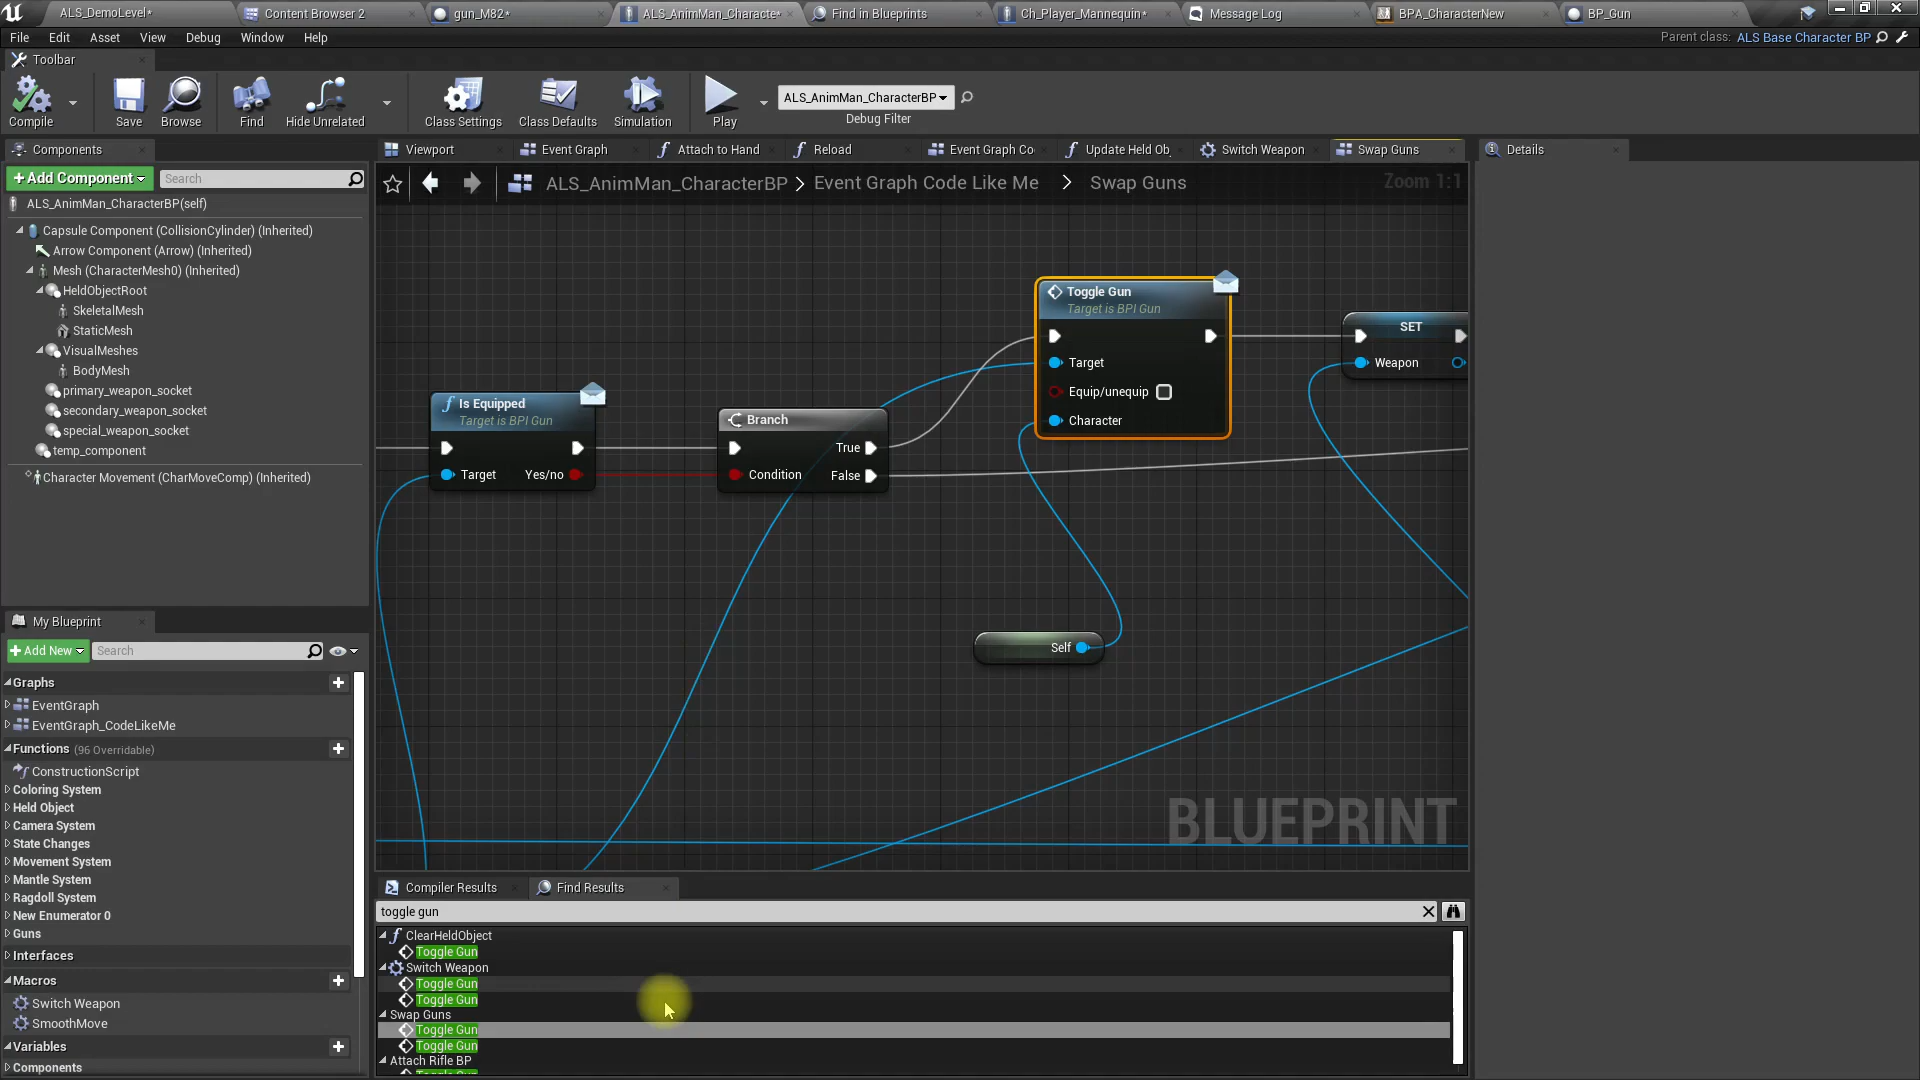 ALS_DemoLevel*
Content Browser 2
gun_M82*
ALS_AnimMan_Characte*
Find in Blueprints
Ch_Player_Mannequin*
Message Log
BPA_CharacterNew
BP_Gun
File Edit Asset View Debug Window Help
Parent class: ALS Base Character BP
Toolbar
Compile
Save
Browse
Find
Hide Unrelated
Class Settings
Class Defaults
Simulation
Play
ALS_AnimMan_CharacterBP
Debug Filter
Components
+Add Component
Search
ALS_AnimMan_CharacterBP(self)
Capsule Component (CollisionCylinder) (Inherited)
Arrow Component (Arrow) (Inherited)
Mesh (CharacterMesh0) (Inherited)
HeldObjectRoot
SkeletalMesh
StaticMesh
VisualMeshes
BodyMesh
primary_weapon_socket
secondary_weapon_socket
special_weapon_socket
temp_component
Character Movement (CharMoveComp) (Inherited)
My Blueprint
+Add New
Search
Graphs
EventGraph
EventGraph_CodeLikeMe
Functions (96 Overridable)
ConstructionScript
Coloring System
Held Object
Camera System
State Changes
Movement System
Mantle System
Ragdoll System
New Enumerator 0
Guns
Interfaces
Macros
Switch Weapon
SmoothMove
Variables
Components
Viewport
Event Graph
Attach to Hand
Reload
Event Graph Co
Update Held Ob
Switch Weapon
Swap Guns
Details
ALS_AnimMan_CharacterBP > Event Graph Code Like Me > Swap Guns
Zoom 1:1
Is Equipped
Target is BPI Gun
Target
Yes/no
Branch
True
Condition
False
Toggle Gun
Target is BPI Gun
Target
Equip/unequip
Character
SET
Weapon
Self
BLUEPRINT
Compiler Results
Find Results
toggle gun
ClearHeldObject
Toggle Gun
Switch Weapon
Toggle Gun
Toggle Gun
Swap Guns
Toggle Gun
Toggle Gun
Attach Rifle BP
Toggle Gun